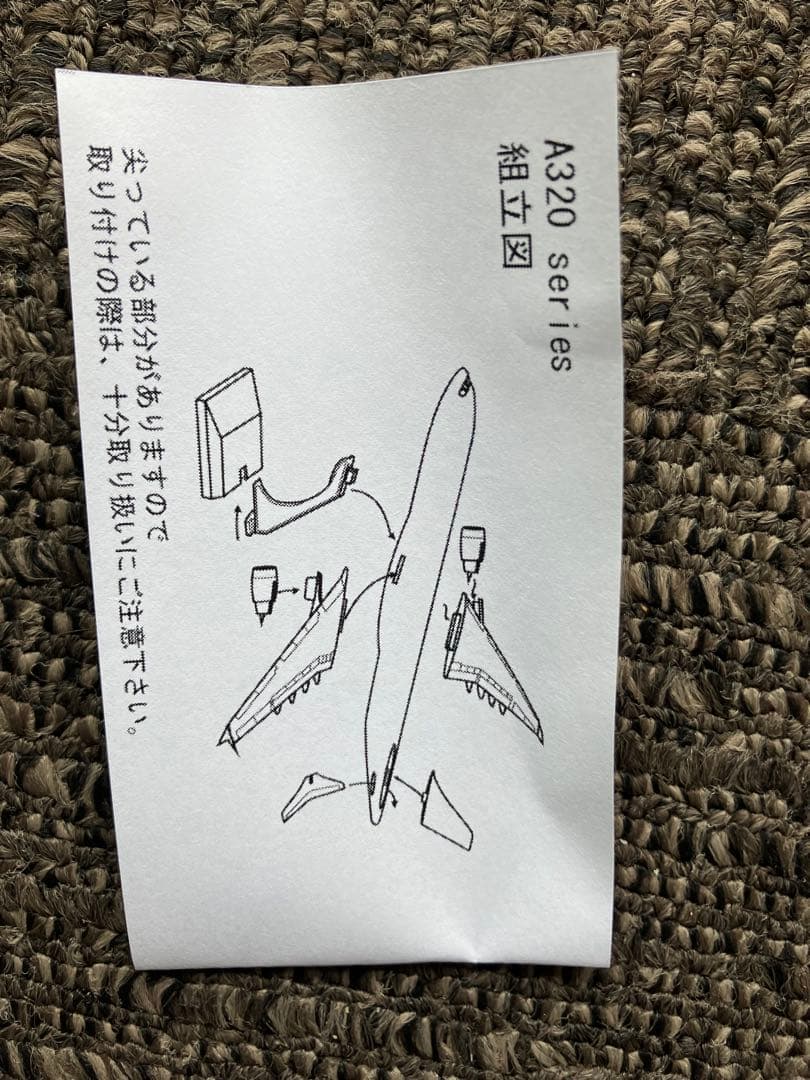 A320 series
組立図
尖っている部分がありますので
取り付けの際は、十分取り扱いにご注意下さい。